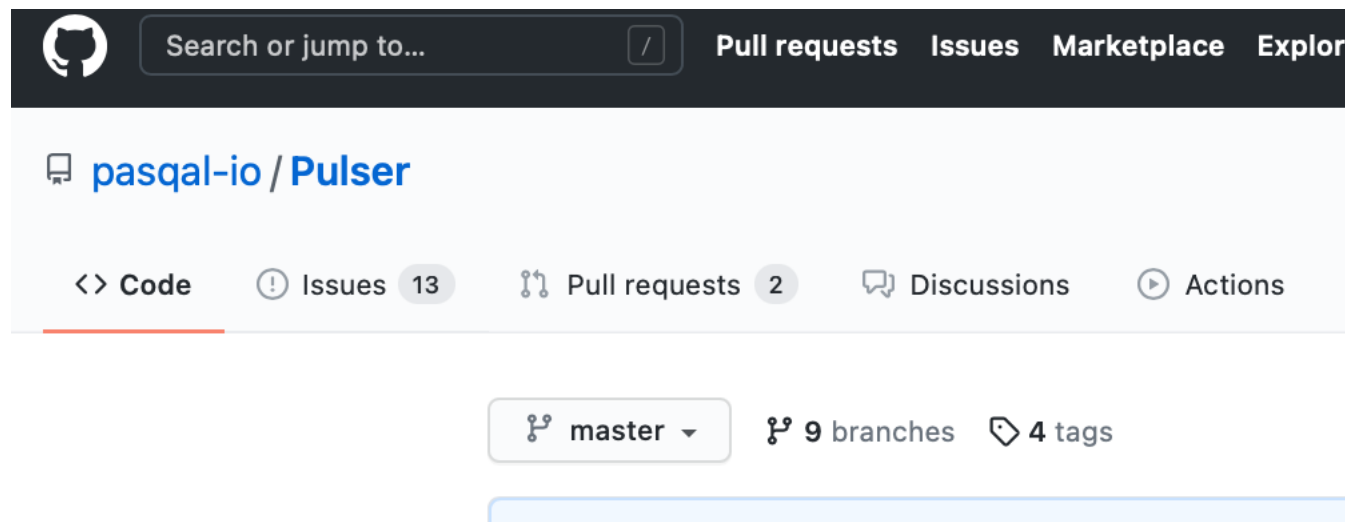 Search or jump to... / Pull requests Issues Marketplace Explor
pasqal-io / Pulser
<> Code Issues 13 Pull requests 2 Discussions Actions
master 9 branches 4 tags